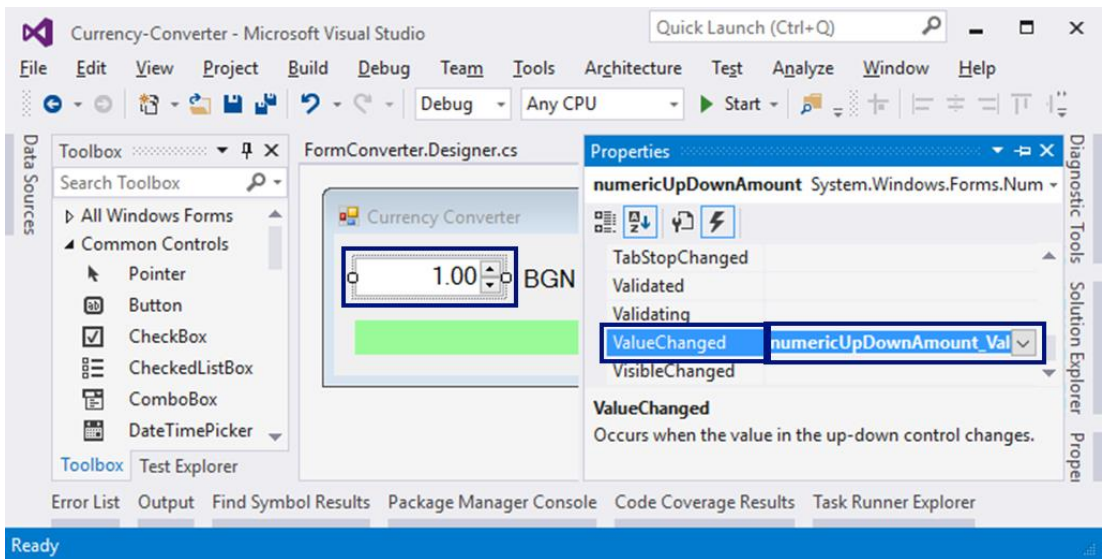 Currency-Converter - Microsoft Visual Studio
Quick Launch (Ctrl+Q)
File Edit View Project Build Debug Team Tools Architecture Test Analyze Window Help
Debug Any CPU Start
Data Sources
Toolbox
Search Toolbox
All Windows Forms
Common Controls
Pointer
Button
CheckBox
CheckedListBox
ComboBox
DateTimePicker
Toolbox Test Explorer
FormConverter.Designer.cs
Currency Converter
1.00 BGN
Properties
numericUpDownAmount System.Windows.Forms.Num
TabStopChanged
Validated
Validating
ValueChanged numericUpDownAmount_Val
VisibleChanged
ValueChanged
Occurs when the value in the up-down control changes.
Diagnostic Tools
Solution Explorer
Proper
Error List Output Find Symbol Results Package Manager Console Code Coverage Results Task Runner Explorer
Ready